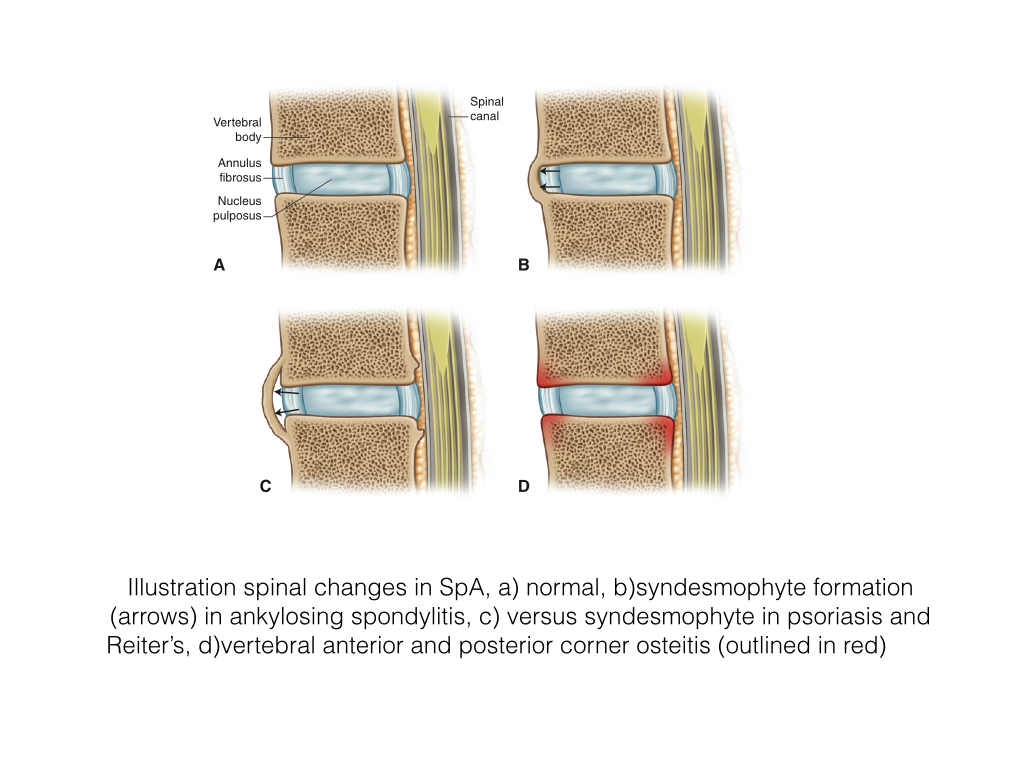 Vertebral
body
Annulus
fibrosus
Nucleus
pulposus
Spinal
canal
A
B
C
D
Illustration spinal changes in SpA, a) normal, b)syndesmophyte formation
(arrows) in ankylosing spondylitis, c) versus syndesmophyte in psoriasis and
Reiter’s, d)vertebral anterior and posterior corner osteitis (outlined in red)